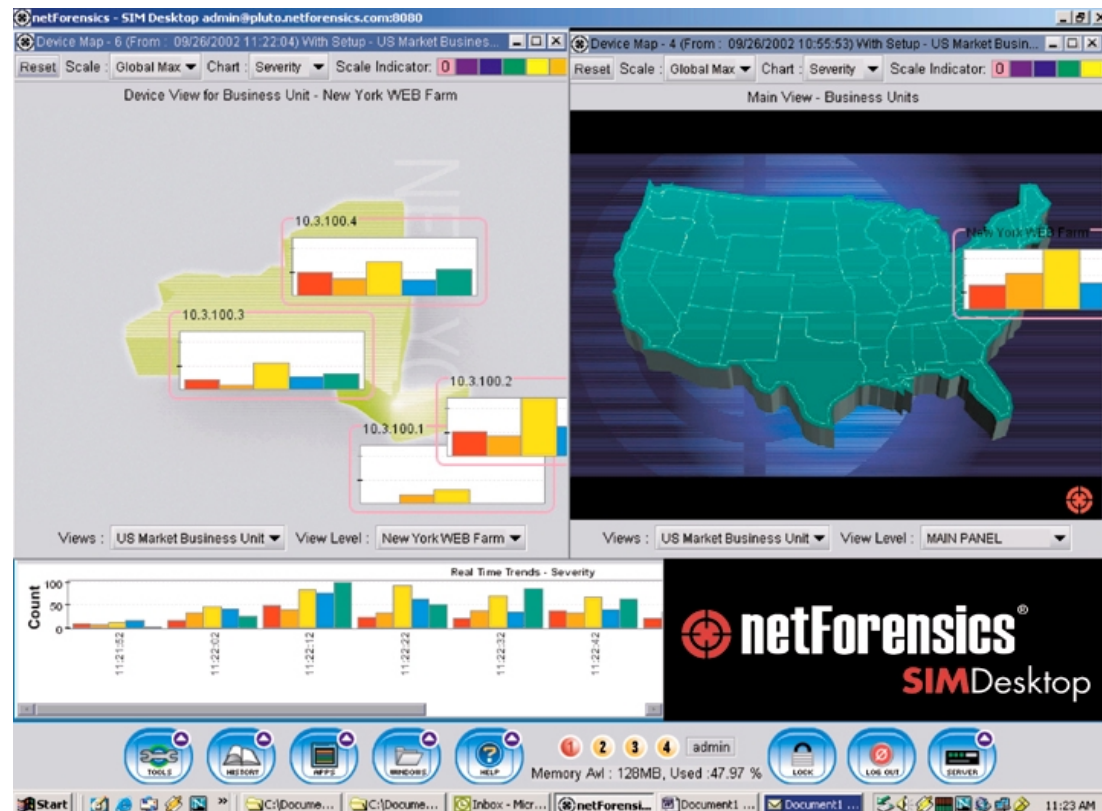 netForensics - SIM Desktop admin@pluto.netforensics.com:8080
Device Map - 6 (From : 09/26/2002 11:22:04) With Setup - US Market Busines...
Reset Scale : Global Max Chart : Severity Scale Indicator: 0
Device View for Business Unit - New York WEB Farm
NEW YO
10.3.100.4
10.3.100.3
10.3.100.2
10.3.100.1
Views : US Market Business Unit View Level : New York WEB Farm
Device Map - 4 (From : 09/26/2002 10:55:53) With Setup - US Market Busin...
Reset Scale : Global Max Chart : Severity Scale Indicator: 0
Main View - Business Units
New York WEB Farm
Views : US Market Business Unit View Level : MAIN PANEL
Real Time Trends - Severity
Count
100
50
0
11:21:52
11:22:02
11:22:12
11:22:22
11:22:32
11:22:42
netForensics®
SIMDesktop
TOOLS HISTORY APPS WINDOWS HELP 1 2 3 4 admin LOCK LOG OUT SERVER
Memory Avl : 128MB, Used :47.97 %
Start » C:\Docume... C:\Docume... Inbox - Micr... netForensi... Document1 ... Document1 ... 11:23 AM